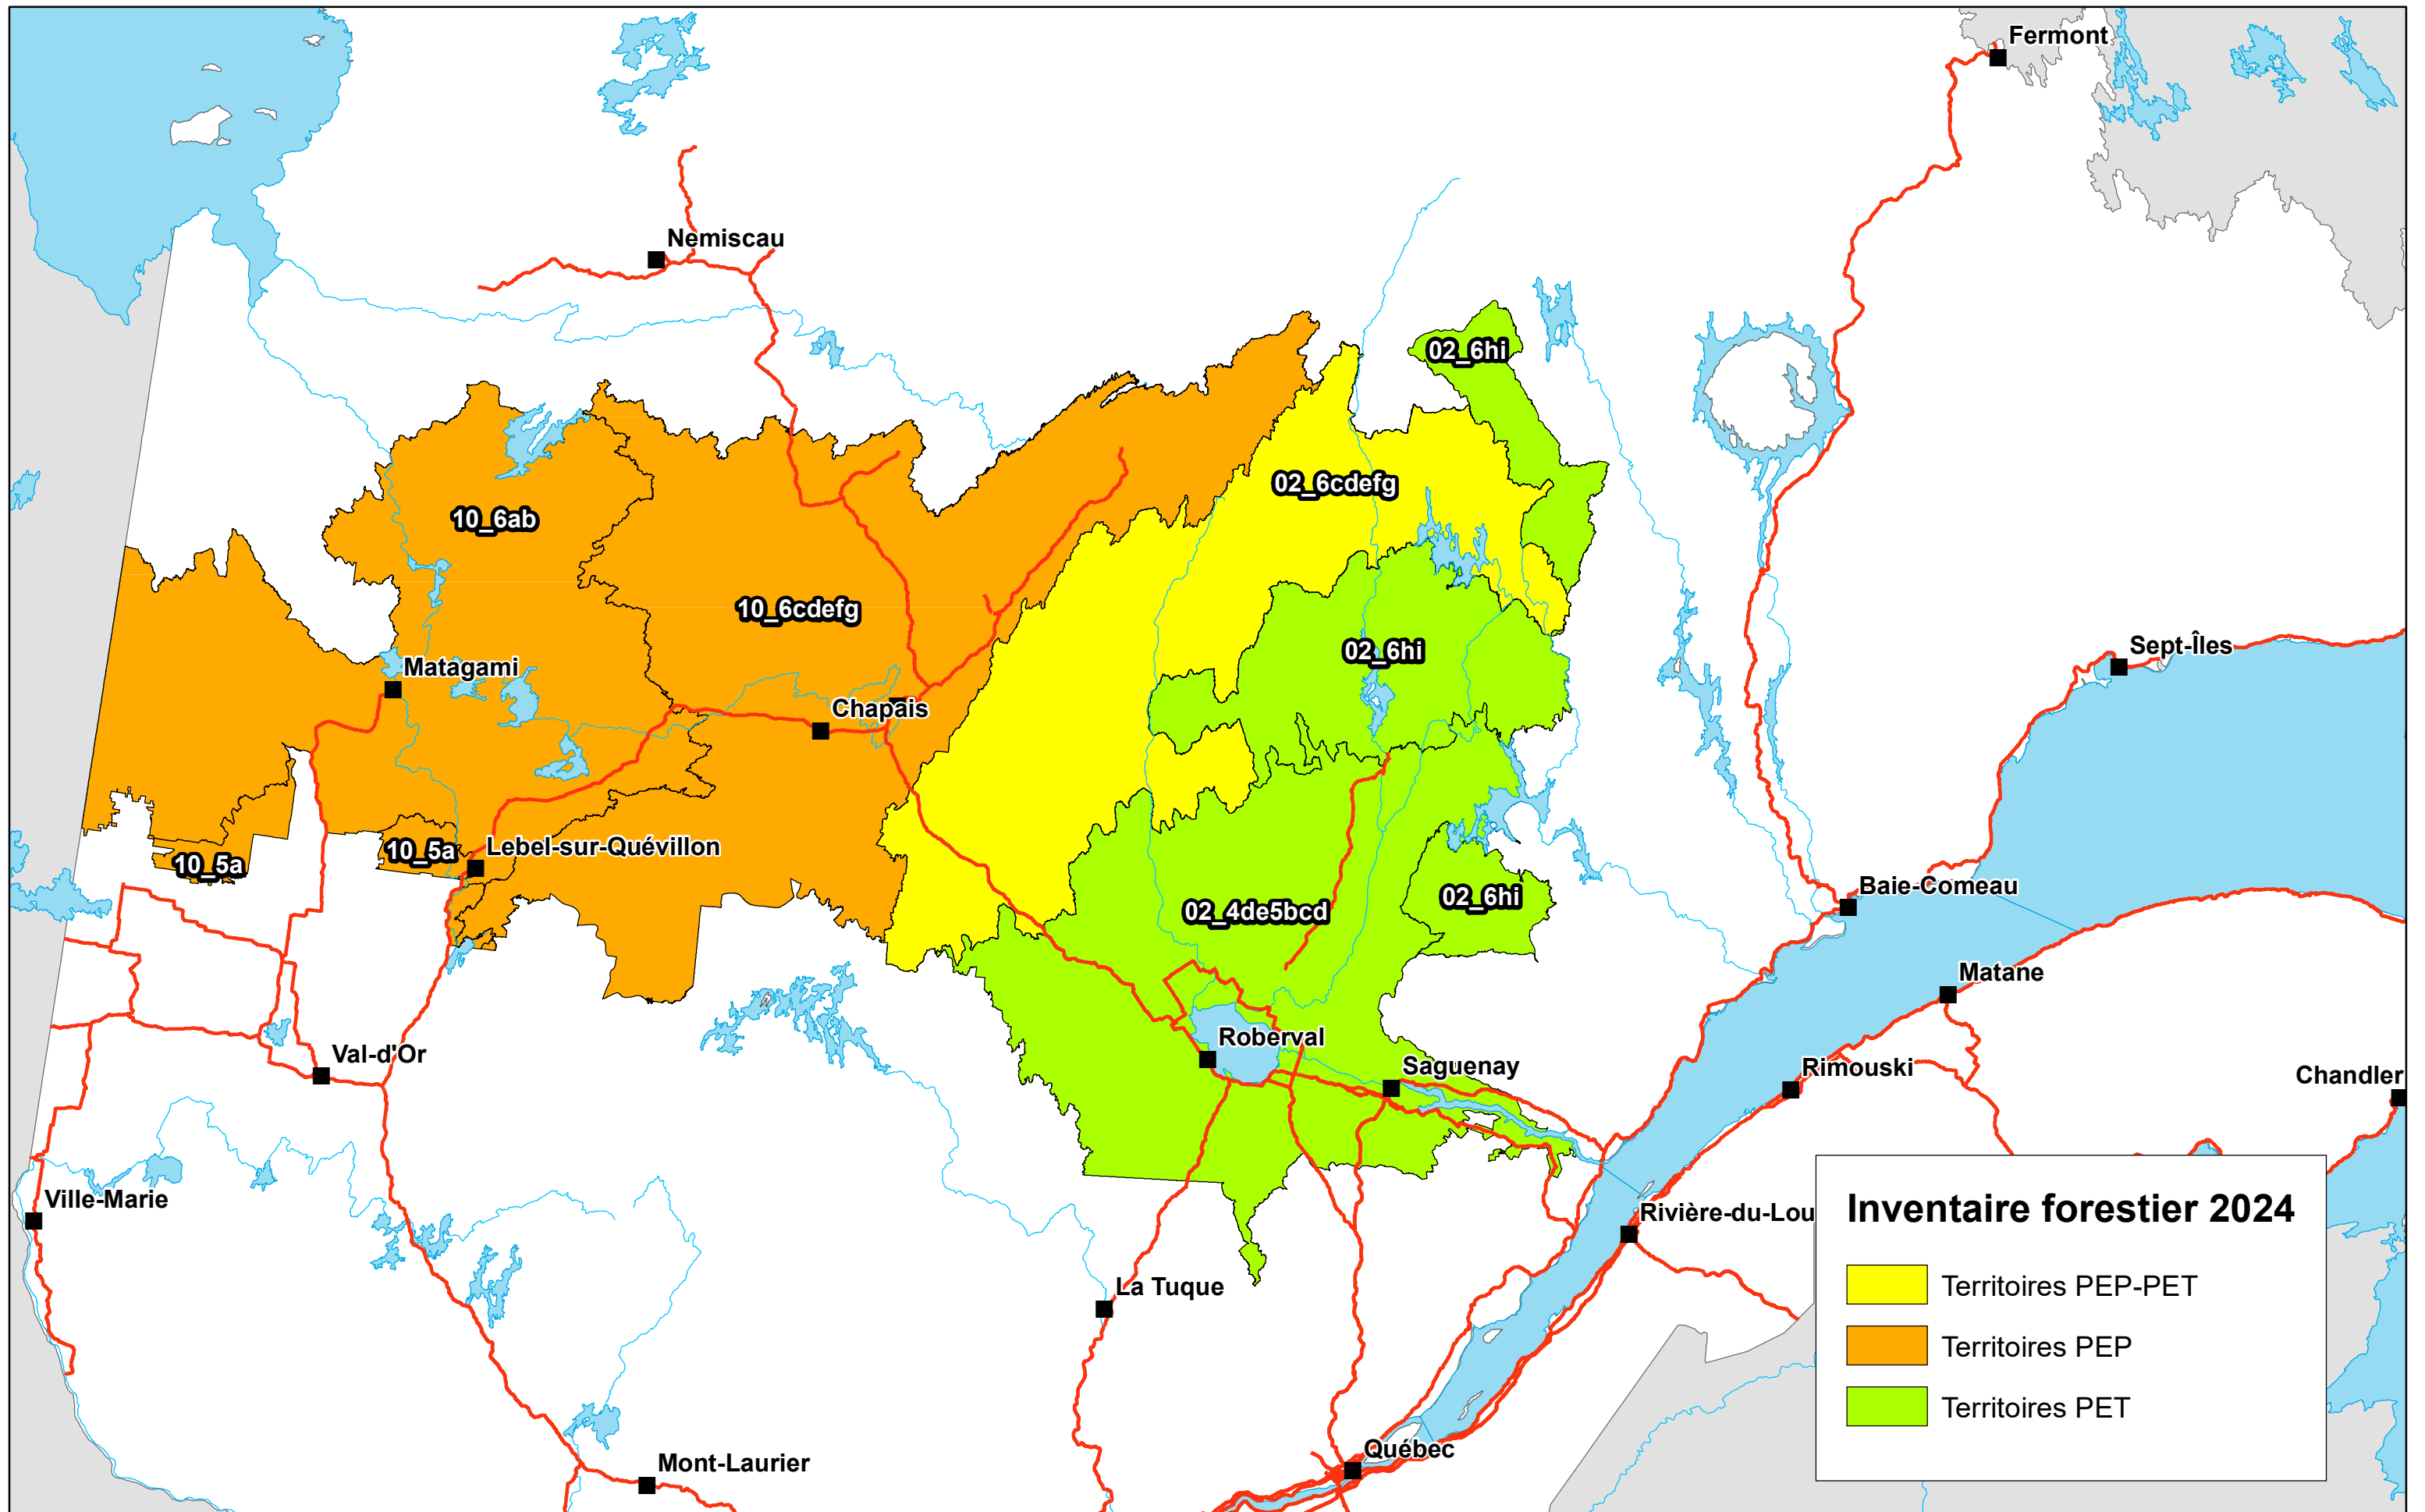 Fermont
Nemiscau
02_6hi
02_6cdefg
10_6ab
10_6cdefg
02_6hi
Sept-Îles
Matagami
Chapais
Lebel-sur-Quévillon
10_5a
10_5a
02_6hi
Baie-Comeau
02_4de5bcd
Matane
Roberval
Val-d'Or
Saguenay
Rimouski
Chandler
Ville-Marie
Rivière-du-Lou
La Tuque
Québec
Mont-Laurier
Inventaire forestier 2024
Territoires PEP-PET
Territoires PEP
Territoires PET